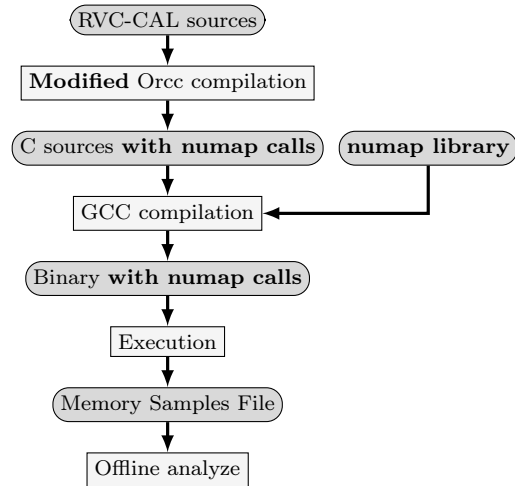 RVC-CAL sources
Modified Orcc compilation
C sources with numap calls
numap library
GCC compilation
Binary with numap calls
Execution
Memory Samples File
Offline analyze